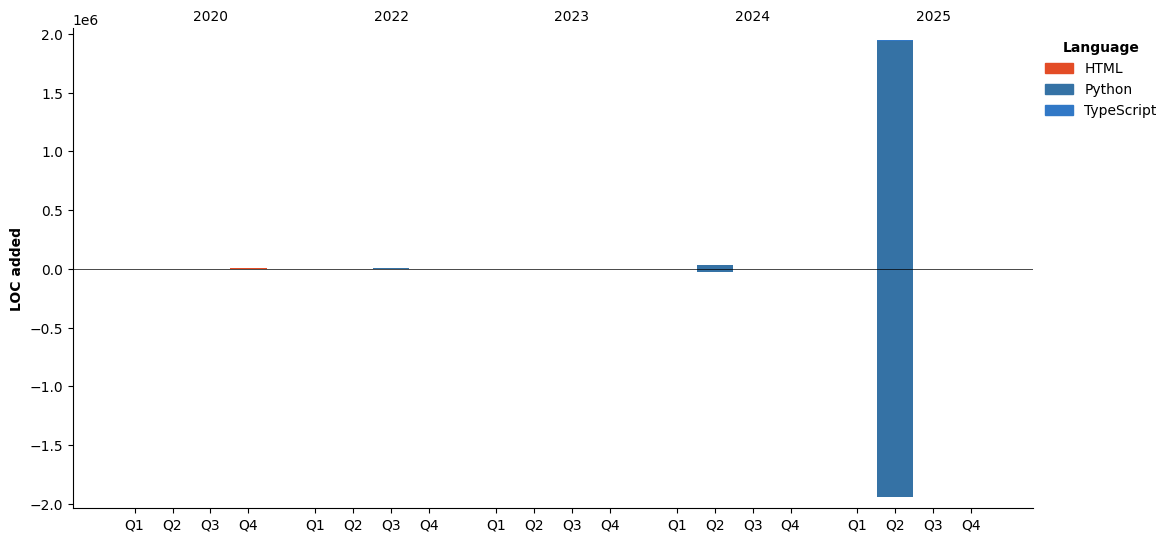 2020 2022 2023 2024 2025
1e6
Language
HTML
Python
TypeScript
LOC added
2.0
1.5
1.0
0.5
0.0
−0.5
−1.0
−1.5
−2.0
Q1 Q2 Q3 Q4 Q1 Q2 Q3 Q4 Q1 Q2 Q3 Q4 Q1 Q2 Q3 Q4 Q1 Q2 Q3 Q4